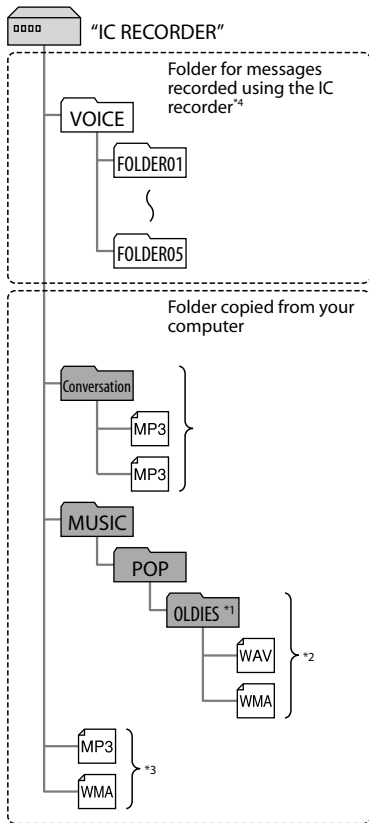 “IC RECORDER”
Folder for messages
recorded using the IC
recorder*4
VOICE
FOLDER01
FOLDER05
Folder copied from your
computer
Conversation
MP3
MP3
MUSIC
POP
OLDIES *1
WAV
*2
WMA
MP3
*3
WMA